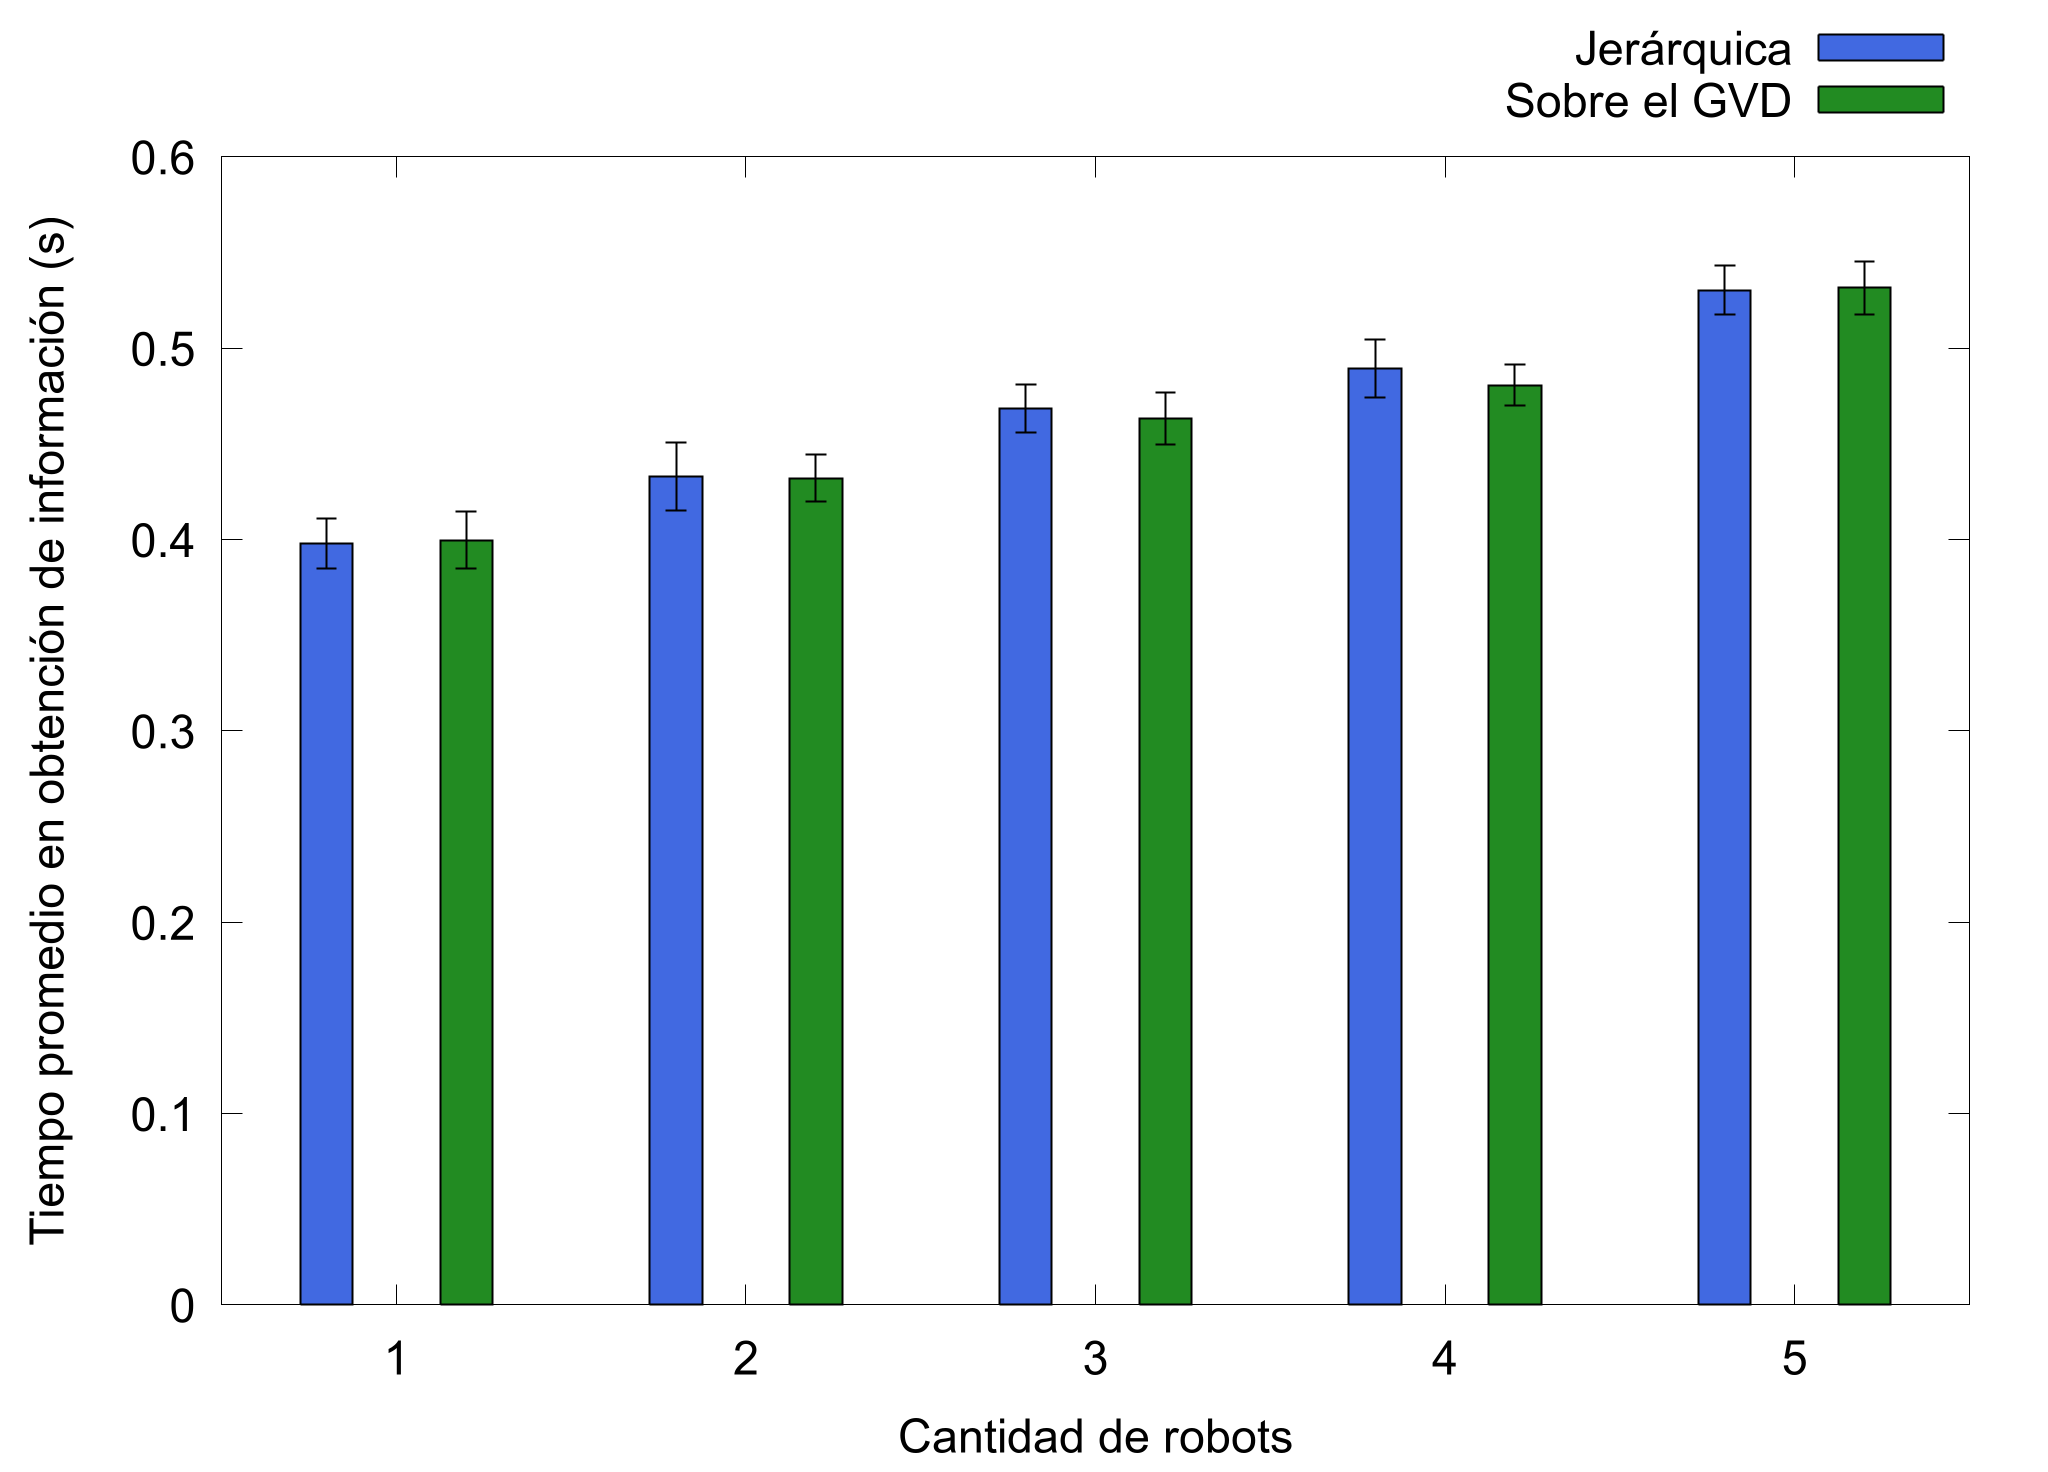 Jerárquica
Sobre el GVD
Tiempo promedio en obtención de información (s)
0.6
0.5
0.4
0.3
0.2
0.1
0
1 2 3 4 5
Cantidad de robots